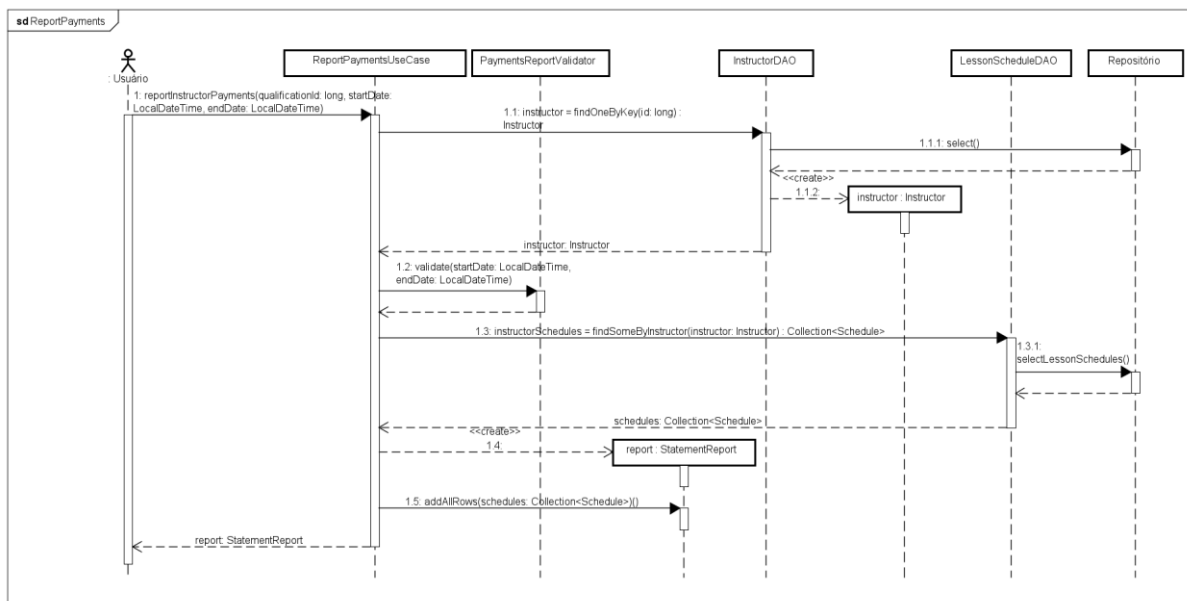 sd ReportPayments
: Usuário
ReportPaymentsUseCase
PaymentsReportValidator
InstructorDAO
LessonScheduleDAO
Repositório
1: reportInstructorPayments(qualificationId: long, startDate:
LocalDateTime, endDate: LocalDateTime)
1.1: instructor = findOneByKey(id: long) :
Instructor
1.1.1: select()
<<create>>
1.1.2:
instructor : Instructor
instructor: Instructor
1.2: validate(startDate: LocalDateTime,
endDate: LocalDateTime)
1.3: instructorSchedules = findSomeByInstructor(instructor: Instructor) : Collection<Schedule>
1.3.1:
selectLessonSchedules()
schedules: Collection<Schedule>
<<create>>
1.4:
report : StatementReport
1.5: addAllRows(schedules: Collection<Schedule>)()
report: StatementReport